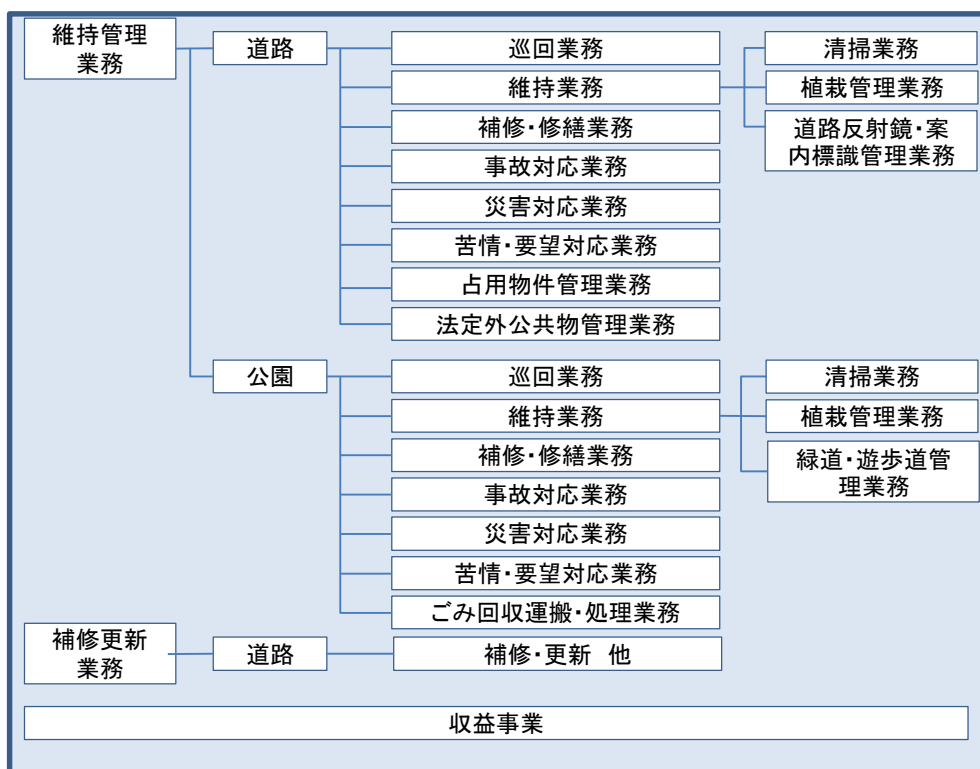 維持管理
業務
道路
巡回業務
維持業務
清掃業務
植栽管理業務
道路反射鏡・案
内標識管理業務
補修・修繕業務
事故対応業務
災害対応業務
苦情・要望対応業務
占用物件管理業務
法定外公共物管理業務
公園
巡回業務
維持業務
清掃業務
植栽管理業務
緑道・遊歩道管
理業務
補修・修繕業務
事故対応業務
災害対応業務
苦情・要望対応業務
ごみ回収運搬・処理業務
補修更新
業務
道路
補修・更新 他
収益事業